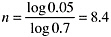 n = log 0.05 / log 0.7 = 8.4